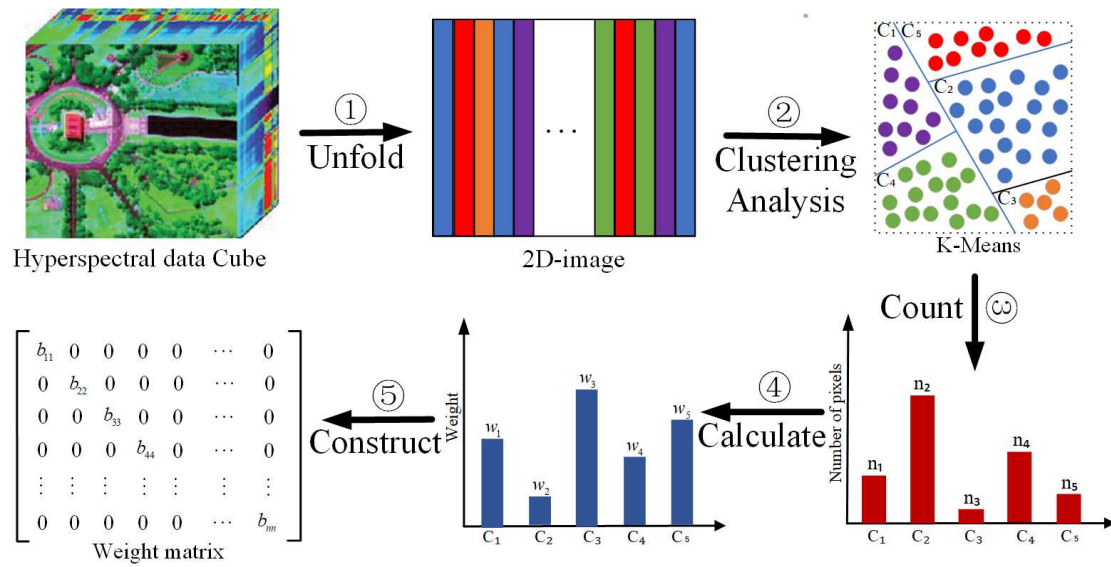 ① Unfold
Hyperspectral data Cube
...
2D-image
② Clustering
Analysis
C₁ C₅
C₂
C₄
C₃
K-Means
Count ③
Number of pixels
n₁ n₂ n₃ n₄ n₅
C₁ C₂ C₃ C₄ C₅
④
Calculate
Weight
w₁ w₂ w₃ w₄ w₅
C₁ C₂ C₃ C₄ C₅
⑤
Construct
b₁₁ 0 0 0 0 ⋯ 0
0 b₂₂ 0 0 0 ⋯ 0
0 0 b₃₃ 0 0 ⋯ 0
0 0 0 b₄₄ 0 ⋯ 0
⋮ ⋮ ⋮ ⋮ ⋮ ⋮ ⋮
0 0 0 0 0 ⋯ bₙₙ
Weight matrix